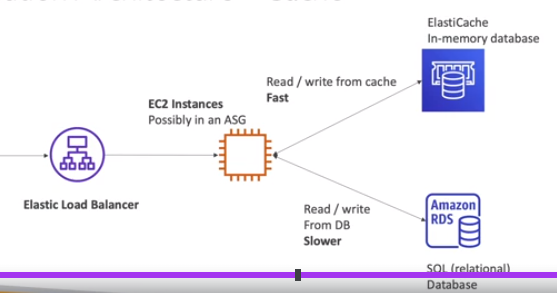 ElastiCache
In-memory database
Read / write from cache
Fast
EC2 Instances
Possibly in an ASG
Elastic Load Balancer
Amazon
RDS
Read / write
From DB
Slower
SQL (relational)
Database